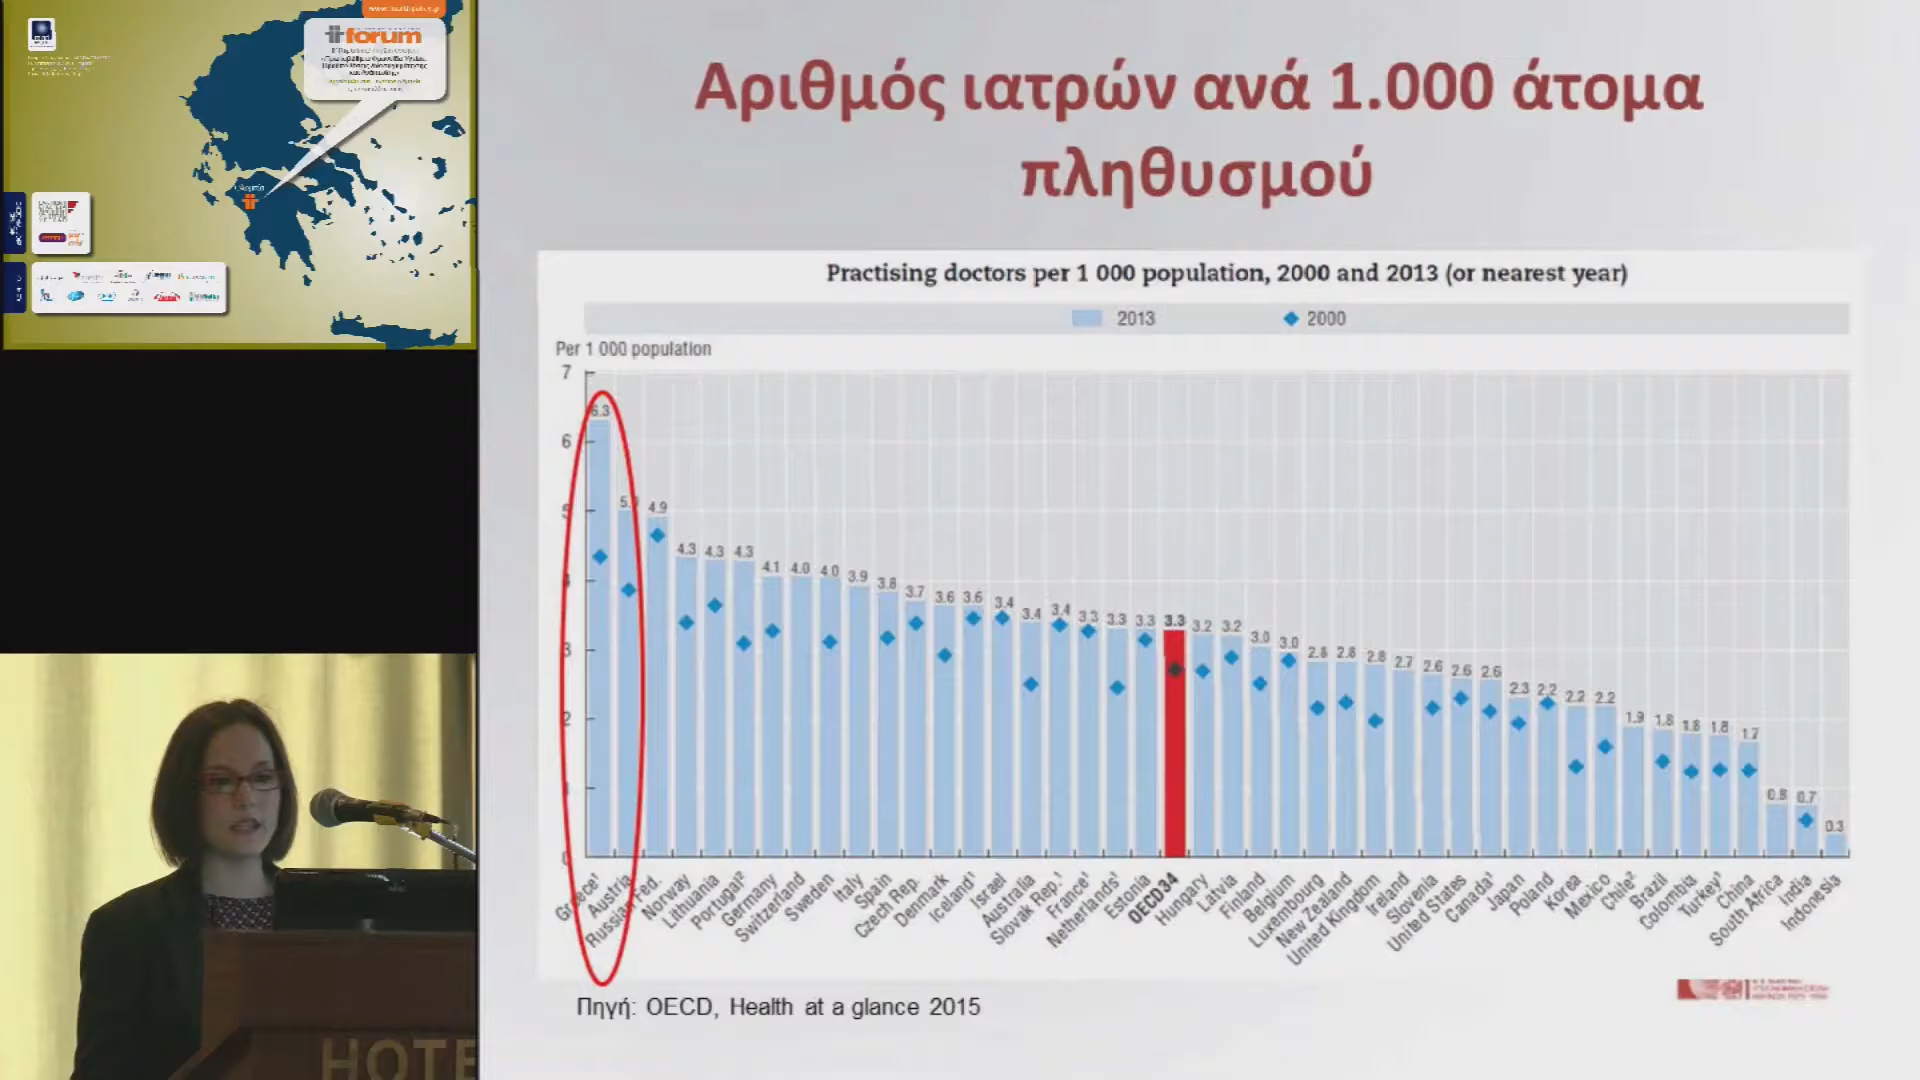 forum
Ολυμπία
HOTE
Αριθμός ιατρών ανά 1.000 άτομα
πληθυσμού
Practising doctors per 1 000 population, 2000 and 2013 (or nearest year)
2013
2000
Per 1 000 population
7
6
5
4
3
2
1
0
6.3
5.0
4.9
4.3
4.3
4.3
4.1
4.0
4.0
3.9
3.8
3.7
3.6
3.6
3.4
3.4
3.4
3.3
3.3
3.3
3.3
3.2
3.2
3.0
3.0
2.8
2.8
2.8
2.7
2.6
2.6
2.6
2.3
2.2
2.2
2.2
1.9
1.8
1.8
1.8
1.7
0.8
0.7
0.3
Greece¹
Austria
Russian Fed.
Norway
Lithuania
Portugal²
Germany
Switzerland
Sweden
Italy
Spain
Czech Rep.
Denmark
Iceland¹
Israel
Australia
Slovak Rep.¹
France¹
Netherlands¹
Estonia
OECD34
Hungary
Latvia
Finland
Belgium
Luxembourg
New Zealand
United Kingdom
Ireland
Slovenia
United States
Canada¹
Japan
Poland
Korea
Mexico
Chile²
Brazil
Colombia
Turkey¹
China
South Africa
India
Indonesia
Πηγή: OECD, Health at a glance 2015